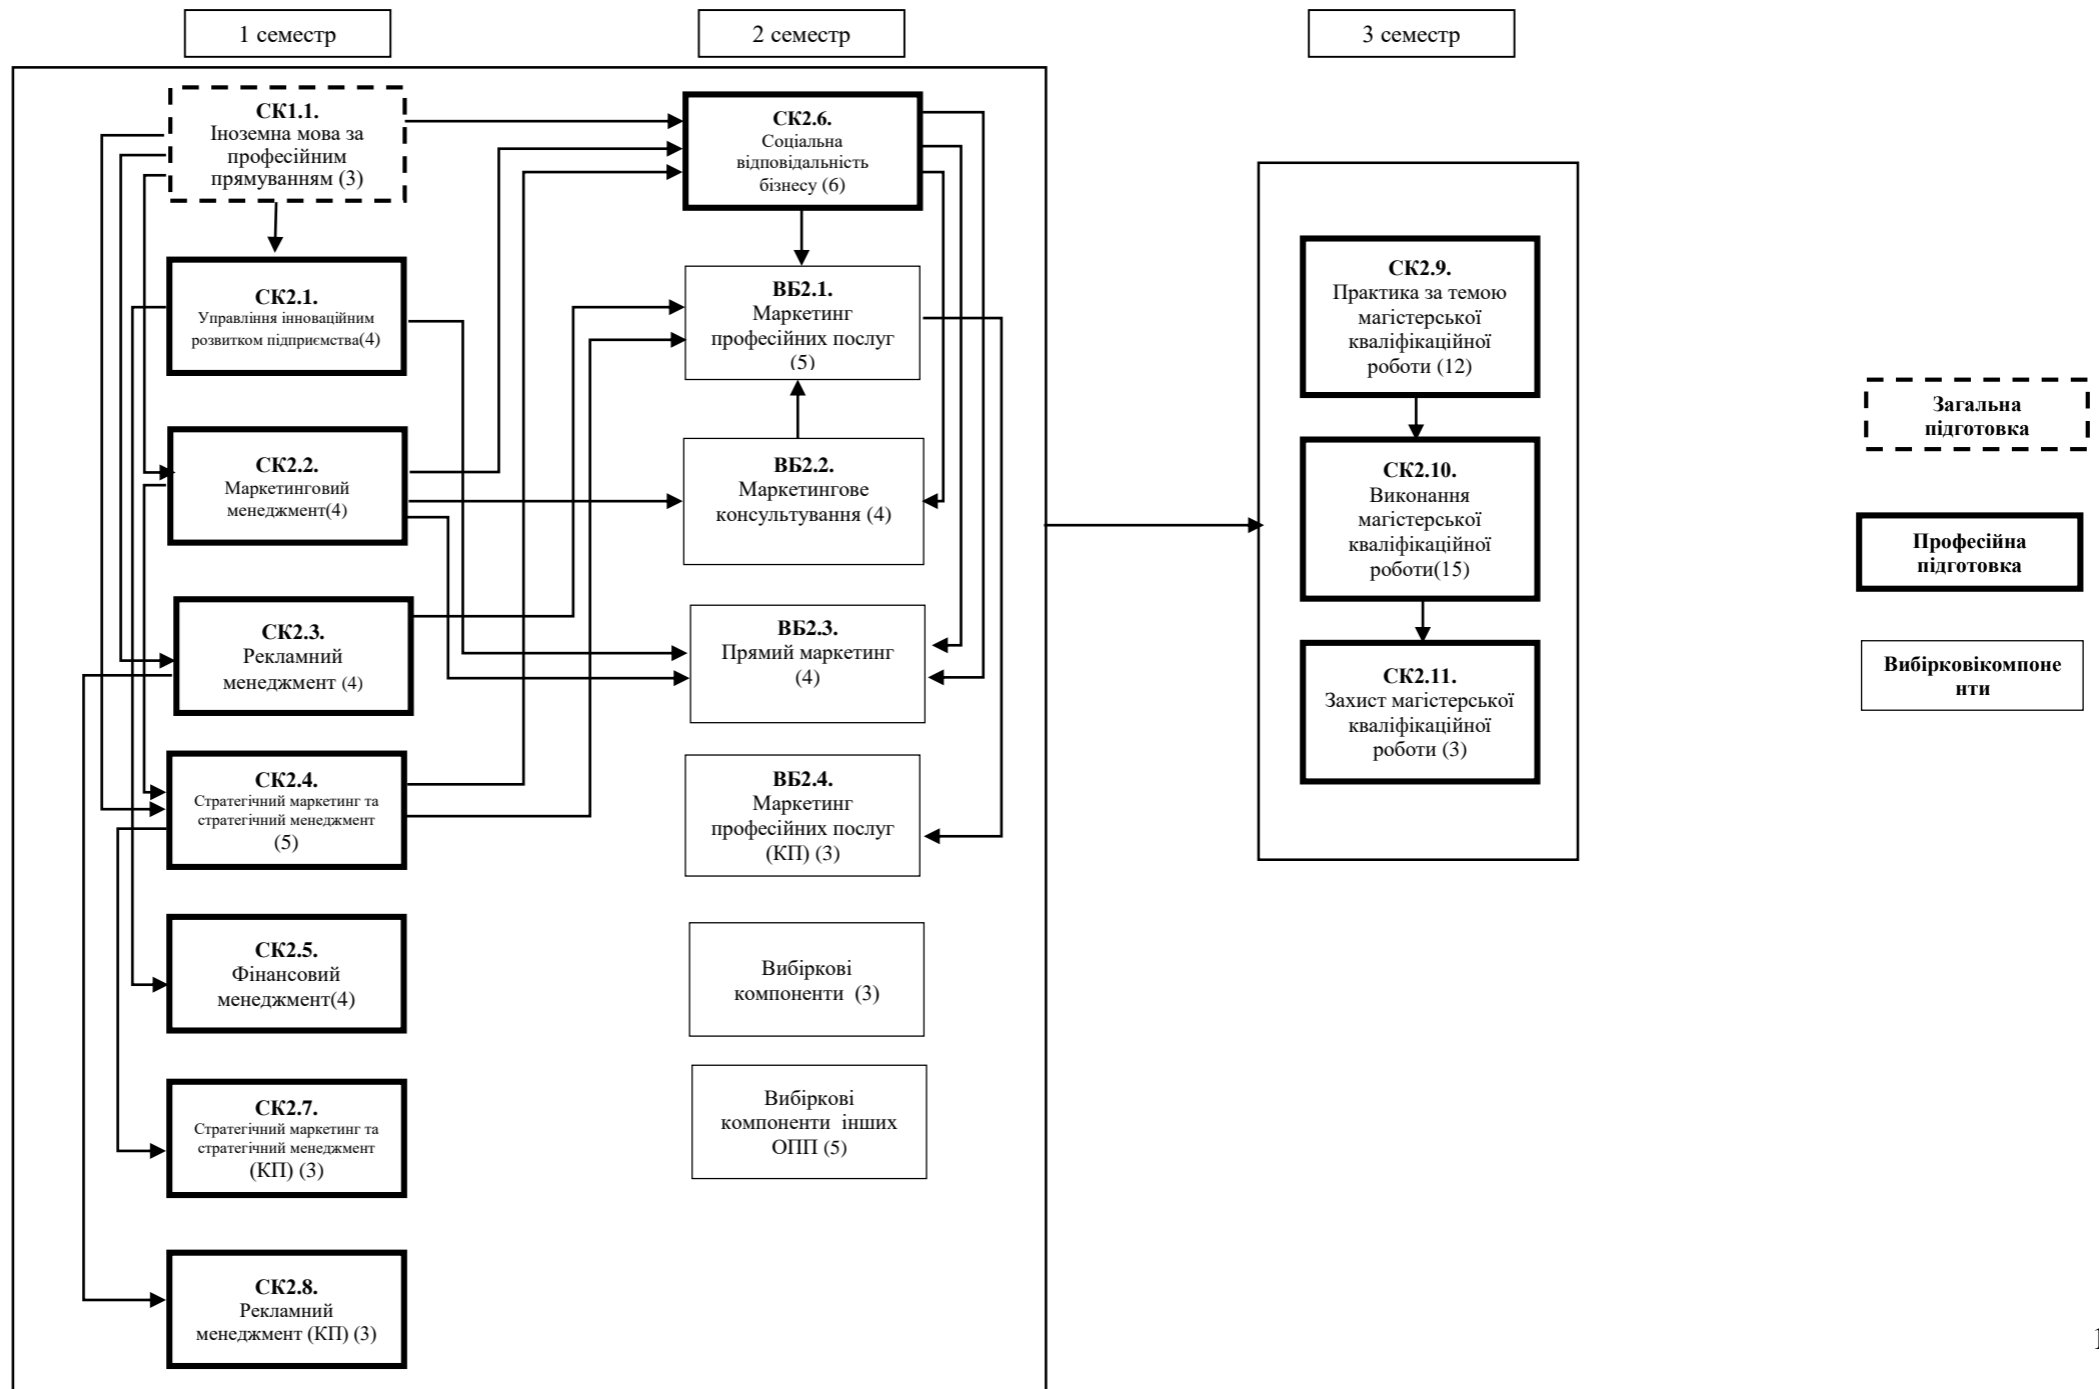 1 семестр
2 семестр
3 семестр
СК1.1.
Іноземна мова за
професійним
прямуванням (3)
СК2.1.
Управління інноваційним
розвитком підприємства(4)
СК2.2.
Маркетинговий
менеджмент(4)
СК2.3.
Рекламний
менеджмент (4)
СК2.4.
Стратегічний маркетинг та
стратегічний менеджмент
(5)
СК2.5.
Фінансовий
менеджмент(4)
СК2.7.
Стратегічний маркетинг та
стратегічний менеджмент
(КП) (3)
СК2.8.
Рекламний
менеджмент (КП) (3)
СК2.6.
Соціальна
відповідальність
бізнесу (6)
ВБ2.1.
Маркетинг
професійних послуг
(5)
ВБ2.2.
Маркетингове
консультування (4)
ВБ2.3.
Прямий маркетинг
(4)
ВБ2.4.
Маркетинг
професійних послуг
(КП) (3)
Вибіркові
компоненти (3)
Вибіркові
компоненти інших
ОПП (5)
СК2.9.
Практика за темою
магістерської
кваліфікаційної
роботи (12)
СК2.10.
Виконання
магістерської
кваліфікаційної
роботи(15)
СК2.11.
Захист магістерської
кваліфікаційної
роботи (3)
Загальна
підготовка
Професійна
підготовка
Вибірковікомпоне
нти
1